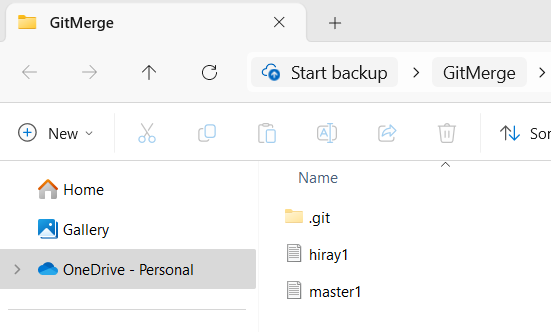 GitMerge
Start backup
GitMerge
New
Sor
Home
Gallery
OneDrive - Personal
Name
.git
hiray1
master1